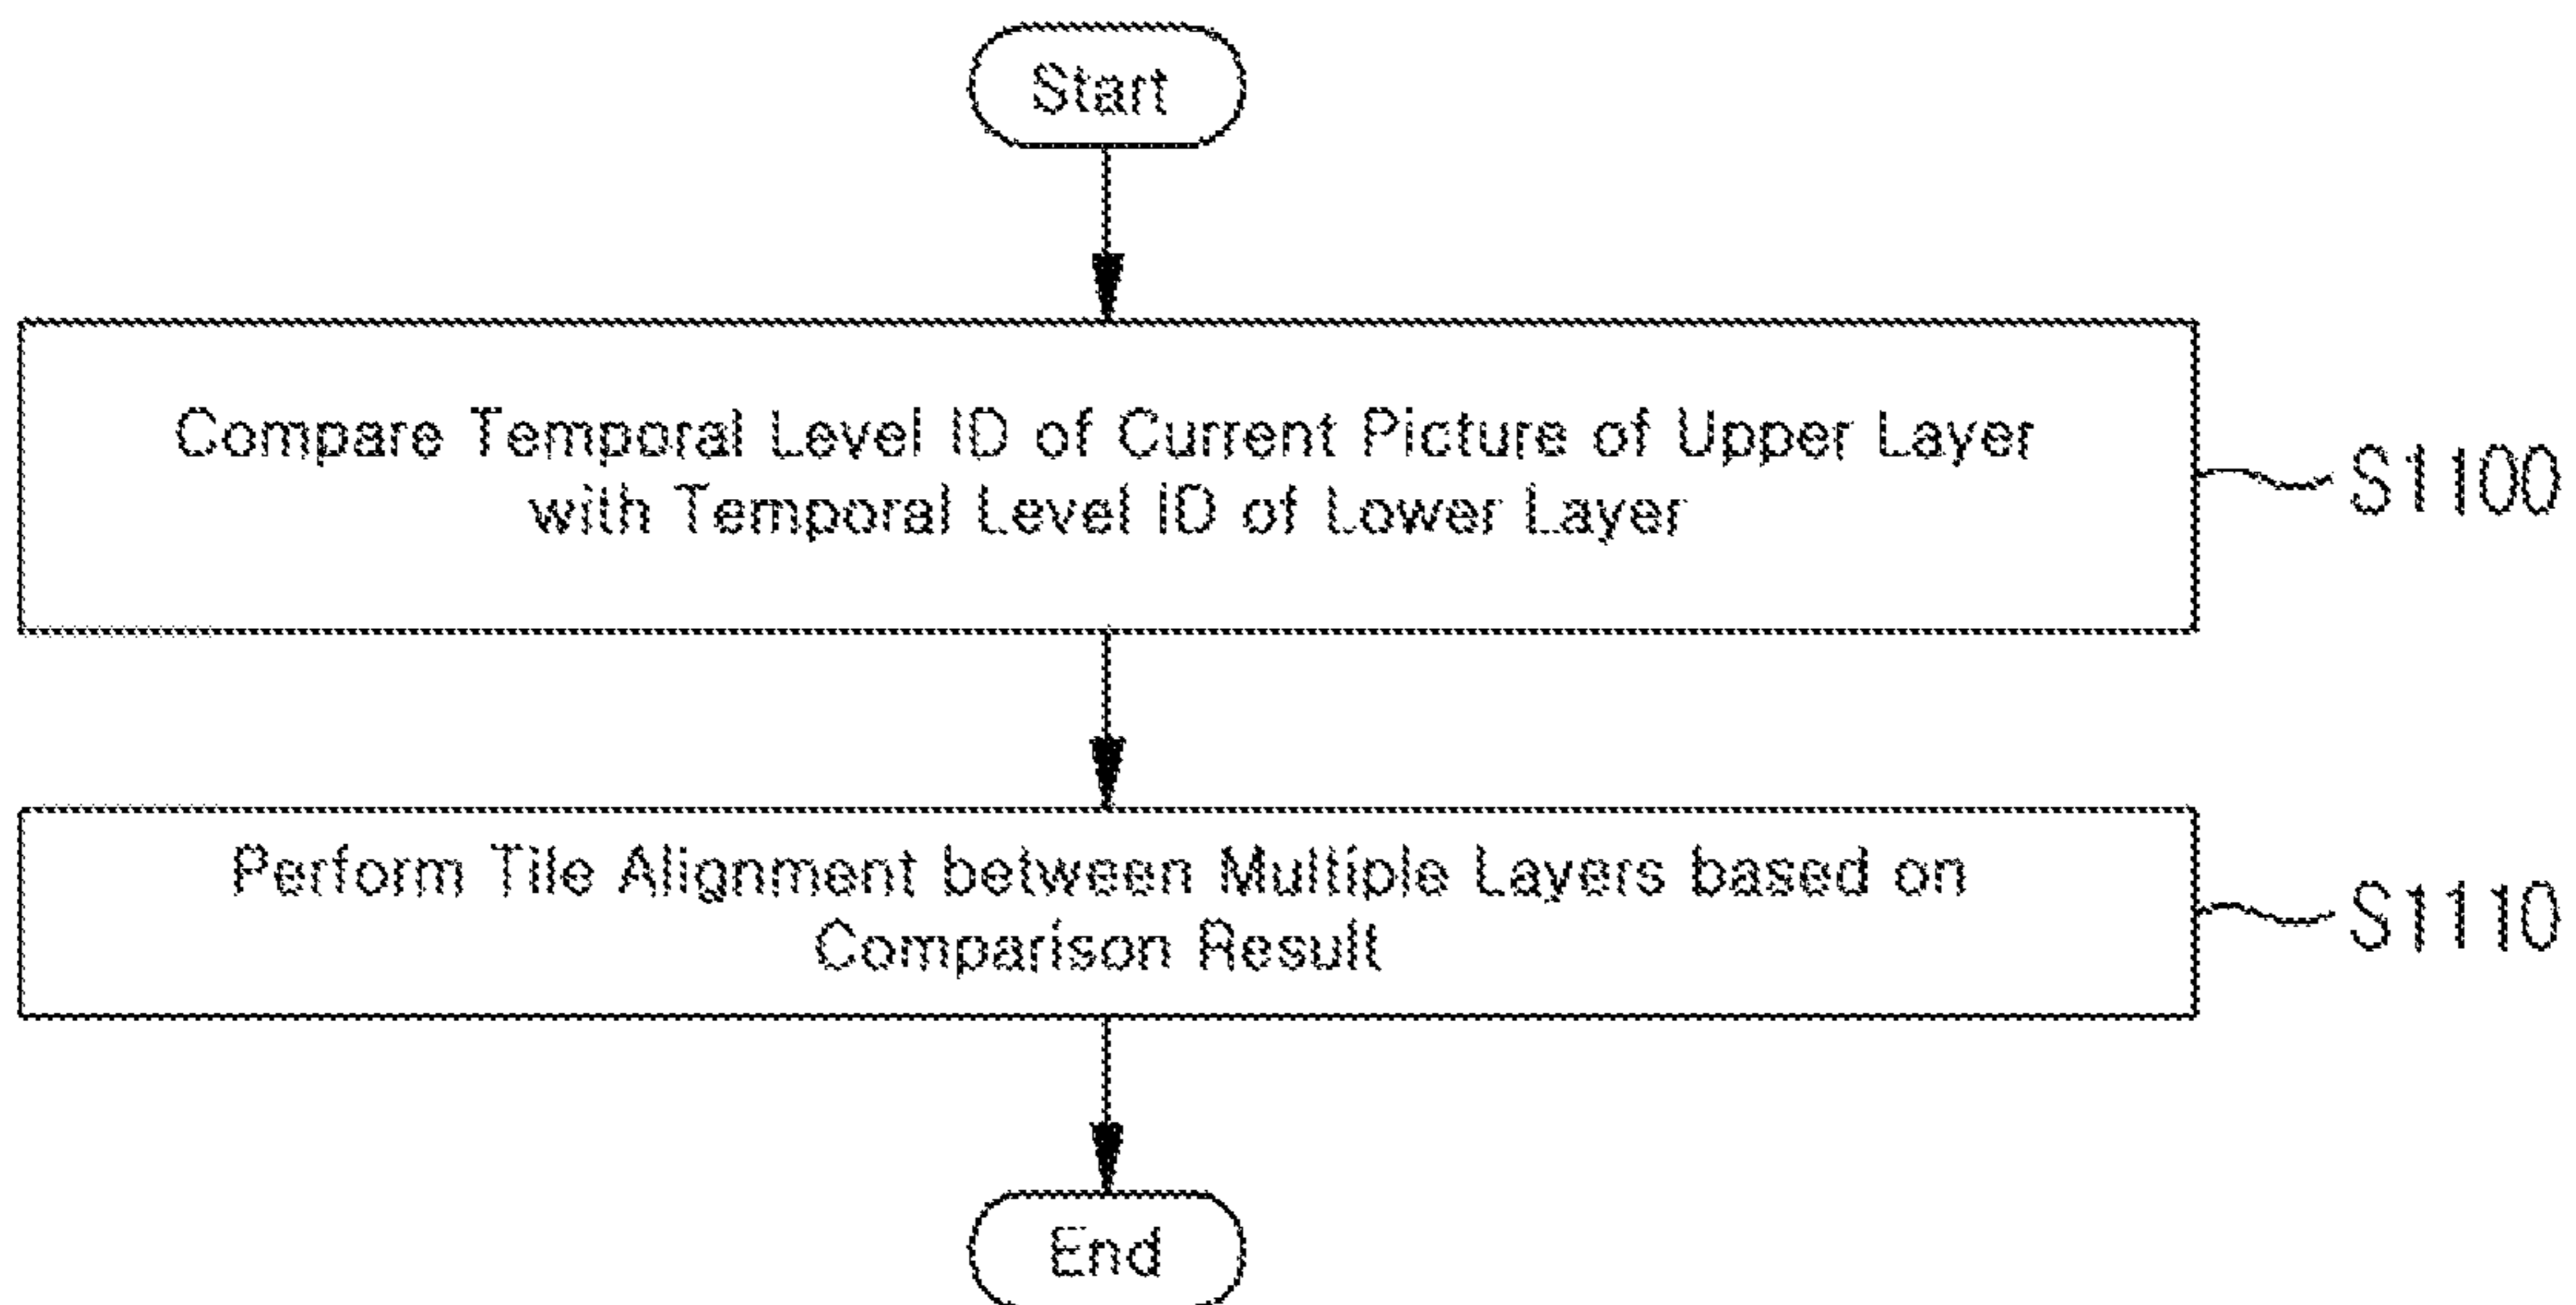 Start
Compare Temporal Level ID of Current Picture of Upper Layer
with Temporal Level ID of Lower Layer
S1100
Perform Tile Alignment between Multiple Layers based on
Comparison Result
S1110
End